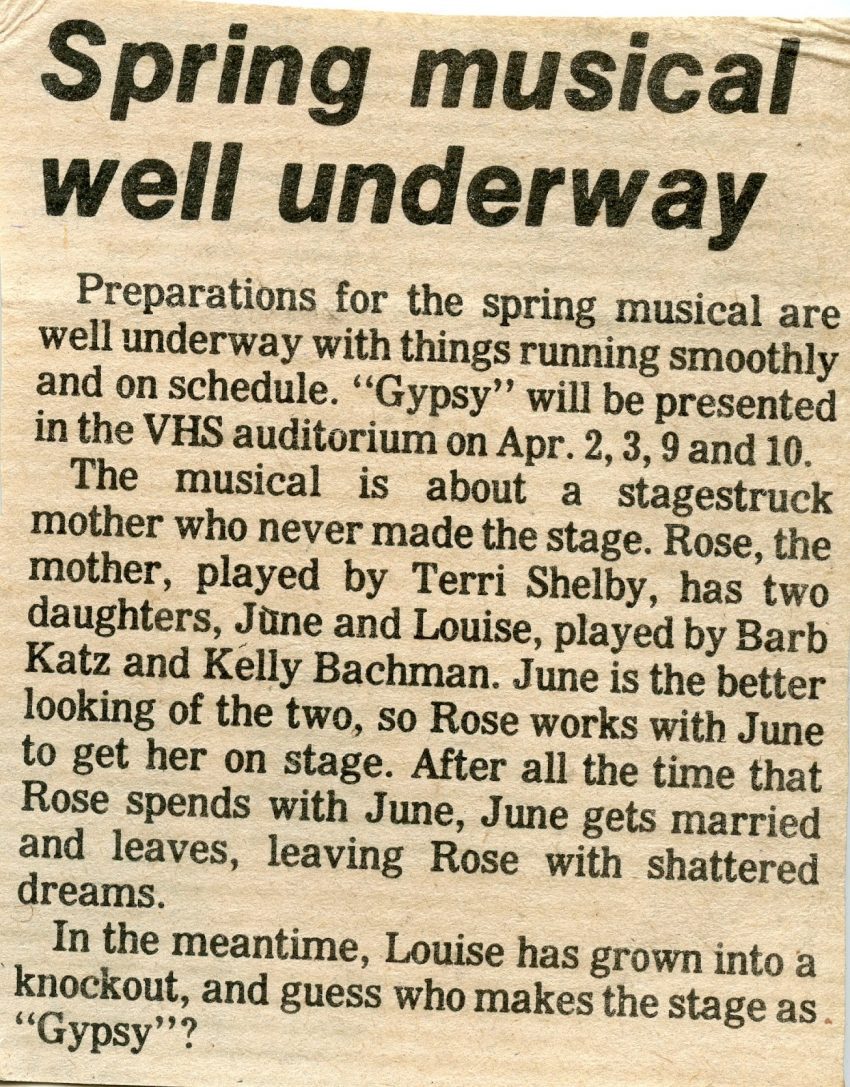 Spring musical
well underway
Preparations for the spring musical are
well underway with things running smoothly
and on schedule. “Gypsy” will be presented
in the VHS auditorium on Apr. 2, 3, 9 and 10.
The musical is about a stagestruck
mother who never made the stage. Rose, the
mother, played by Terri Shelby, has two
daughters, June and Louise, played by Barb
Katz and Kelly Bachman. June is the better
looking of the two, so Rose works with June
to get her on stage. After all the time that
Rose spends with June, June gets married
and leaves, leaving Rose with shattered
dreams.
In the meantime, Louise has grown into a
knockout, and guess who makes the stage as
“Gypsy”?